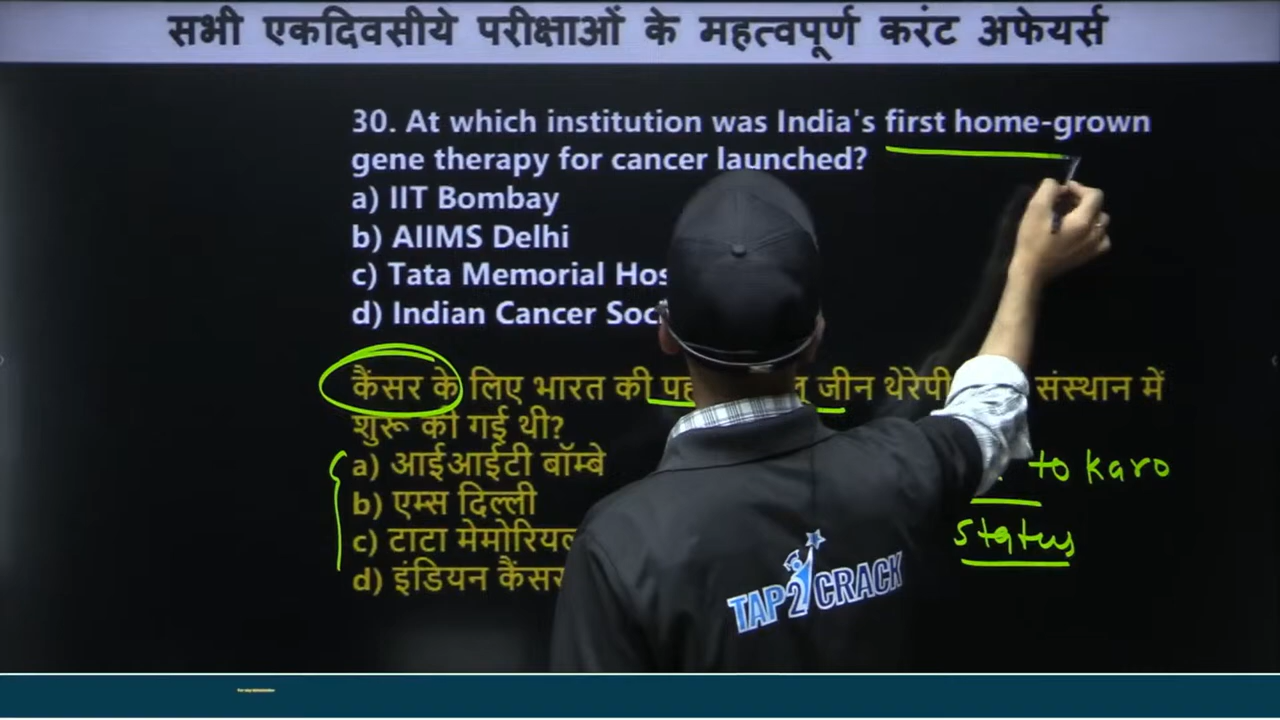 सभी एकदिवसीये परीक्षाओं के महत्वपूर्ण करंट अफेयर्स
30. At which institution was India's first home-grown
gene therapy for cancer launched?
a) IIT Bombay
b) AIIMS Delhi
c) Tata Memorial
d) Indian Cancer
कैंसर के लिए भारत की जीन थेरेपी संस्थान में
शुरू की गई थी?
a) आईआईटी बॉम्बे
b) एम्स दिल्ली
c) टाटा मेमोरियल
d) इंडियन कैंसर
to karo
status
TAP2CRACK